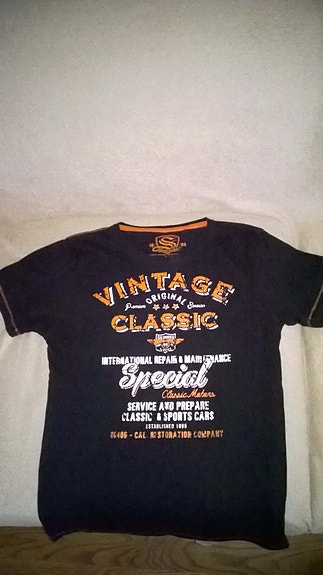 VINTAGE
Premium ORIGINAL Service
CLASSIC
INTERNATIONAL REPAIR & MAINTENANCE
Special
Classic Motors
SERVICE AND PREPARE
CLASSIC & SPORTS CARS
ESTABLISHED 1996
06406 - CAL. RESTORATION COMPANY